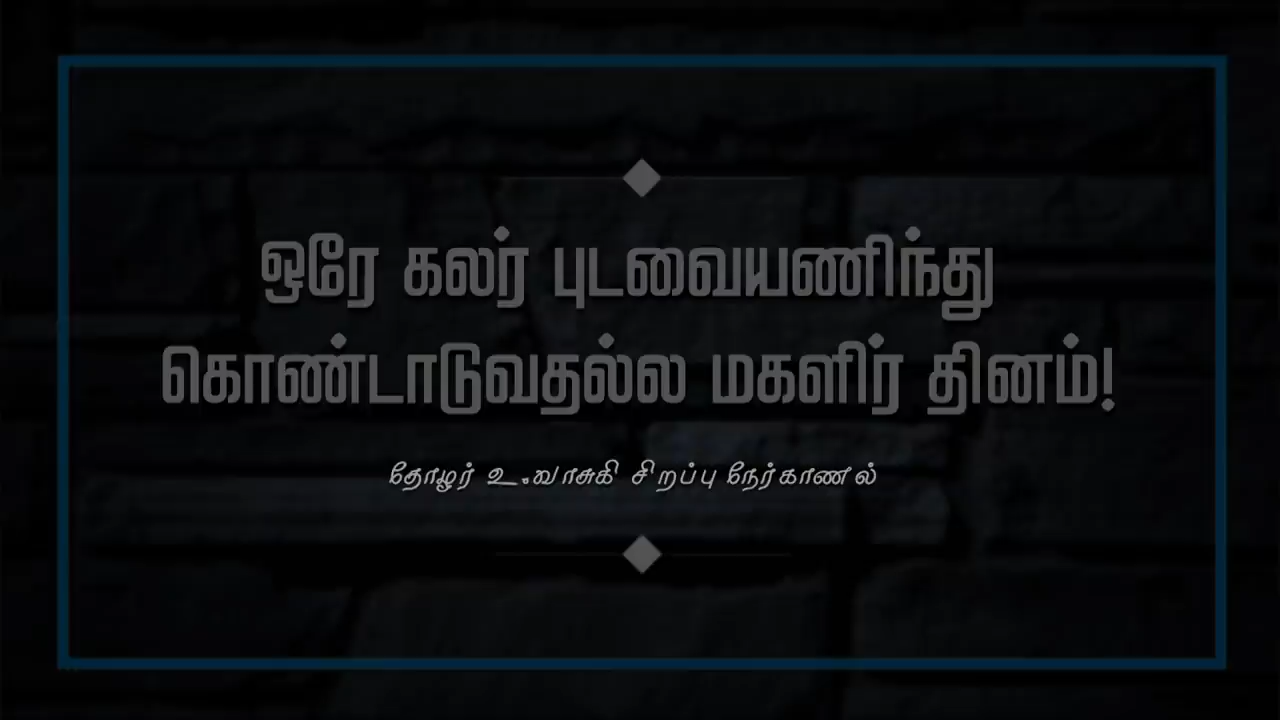 ஒரே கலர் புடவையணிந்து
கொண்டாடுவதல்ல மகளிர் தினம்!
தோழர் உ.வாசுகி சிறப்பு நேர்காணல்